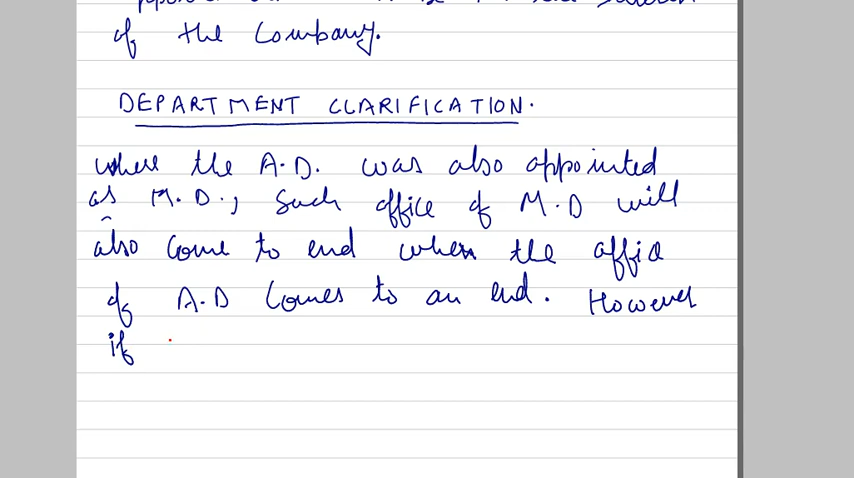 of the Company.
DEPARTMENT CLARIFICATION.
where the A.D. was also appointed
as M.D., Such office of M.D will
also Come to end when the office
of A.D Comes to an end. However
if